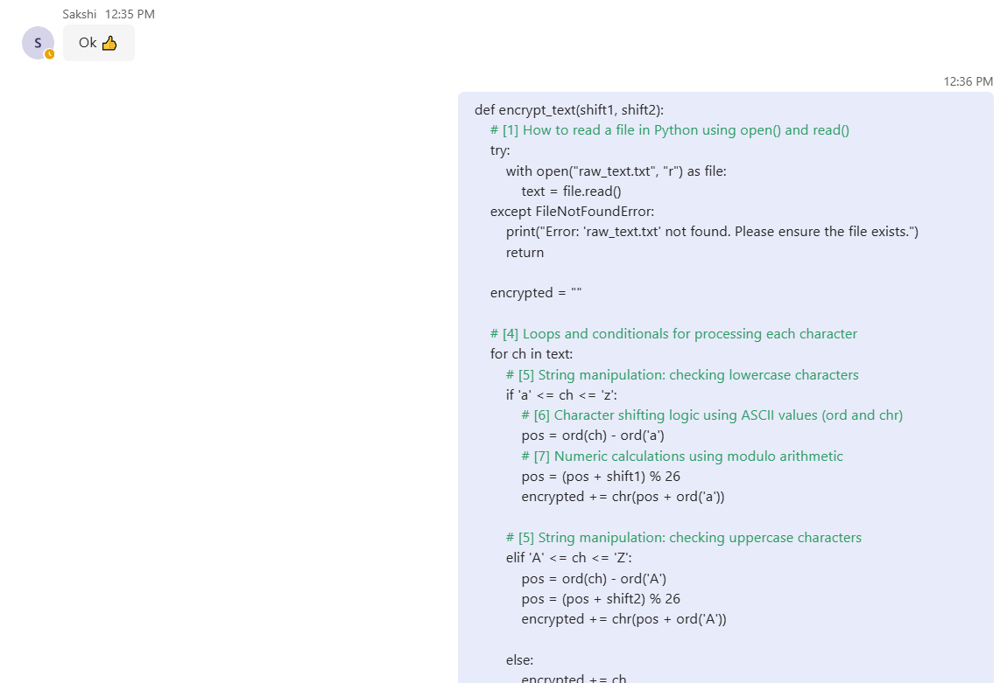 Sakshi 12:35 PM
S
Ok 👍
12:36 PM
def encrypt_text(shift1, shift2):
    # [1] How to read a file in Python using open() and read()
    try:
        with open("raw_text.txt", "r") as file:
            text = file.read()
    except FileNotFoundError:
        print("Error: 'raw_text.txt' not found. Please ensure the file exists.")
        return

    encrypted = ""

    # [4] Loops and conditionals for processing each character
    for ch in text:
        # [5] String manipulation: checking lowercase characters
        if 'a' <= ch <= 'z':
            # [6] Character shifting logic using ASCII values (ord and chr)
            pos = ord(ch) - ord('a')
            # [7] Numeric calculations using modulo arithmetic
            pos = (pos + shift1) % 26
            encrypted += chr(pos + ord('a'))

        # [5] String manipulation: checking uppercase characters
        elif 'A' <= ch <= 'Z':
            pos = ord(ch) - ord('A')
            pos = (pos + shift2) % 26
            encrypted += chr(pos + ord('A'))

        else:
            encrypted += ch